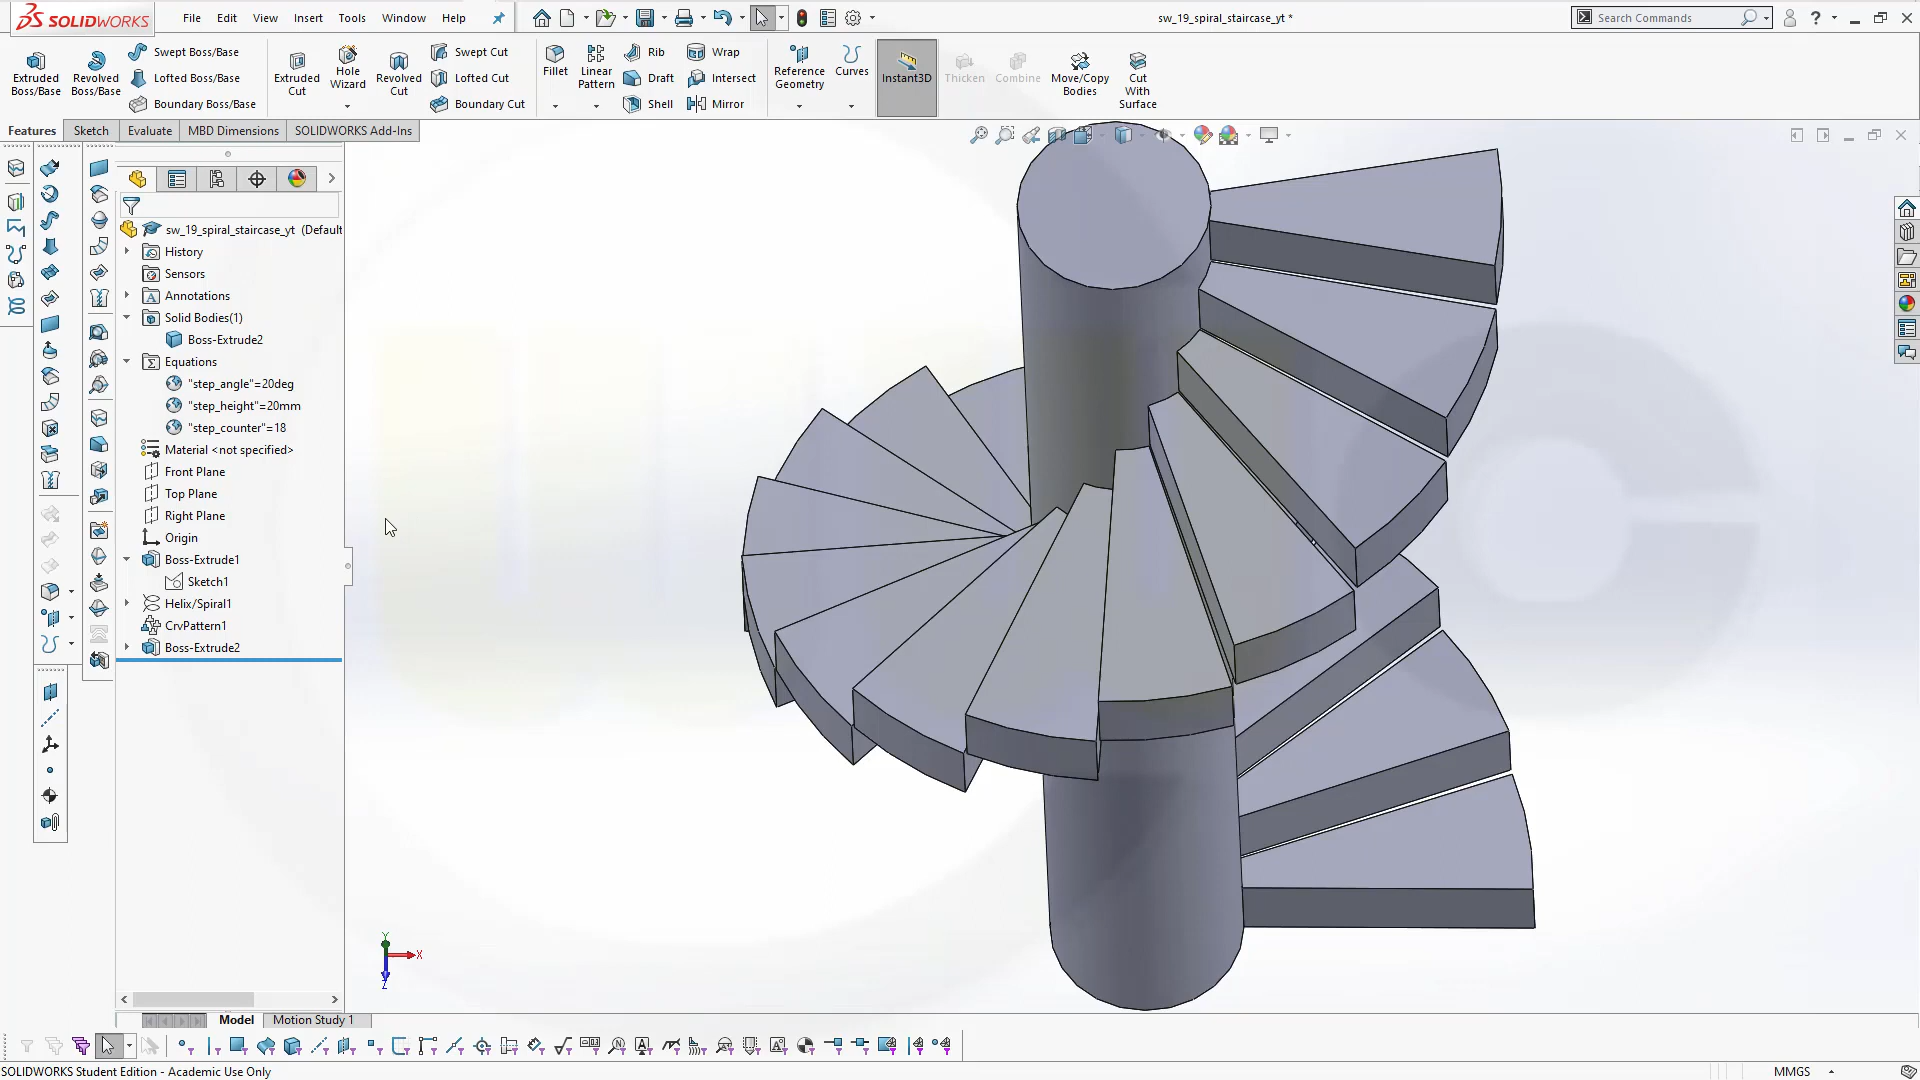 SOLIDWORKS
File Edit View Insert Tools Window Help
sw_19_spiral_staircase_yt *
Search Commands
Extruded Boss/Base
Revolved Boss/Base
Swept Boss/Base
Lofted Boss/Base
Boundary Boss/Base
Extruded Cut
Hole Wizard
Revolved Cut
Swept Cut
Lofted Cut
Boundary Cut
Fillet
Linear Pattern
Rib
Draft
Shell
Wrap
Intersect
Mirror
Reference Geometry
Curves
Instant3D
Thicken
Combine
Move/Copy Bodies
Cut With Surface
Features Sketch Evaluate MBD Dimensions SOLIDWORKS Add-Ins
sw_19_spiral_staircase_yt (Default
History
Sensors
Annotations
Solid Bodies(1)
Boss-Extrude2
Equations
"step_angle"=20deg
"step_height"=20mm
"step_counter"=18
Material <not specified>
Front Plane
Top Plane
Right Plane
Origin
Boss-Extrude1
Sketch1
Helix/Spiral1
CrvPattern1
Boss-Extrude2
Y
X
Z
Model Motion Study 1
SOLIDWORKS Student Edition - Academic Use Only
MMGS